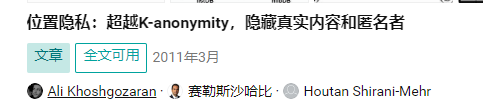 位置隐私：超越K-anonymity，隐藏真实内容和匿名者
文章 全文可用 2011年3月
Ali Khoshgozaran · 赛勒斯沙哈比 · Houtan Shirani-Mehr